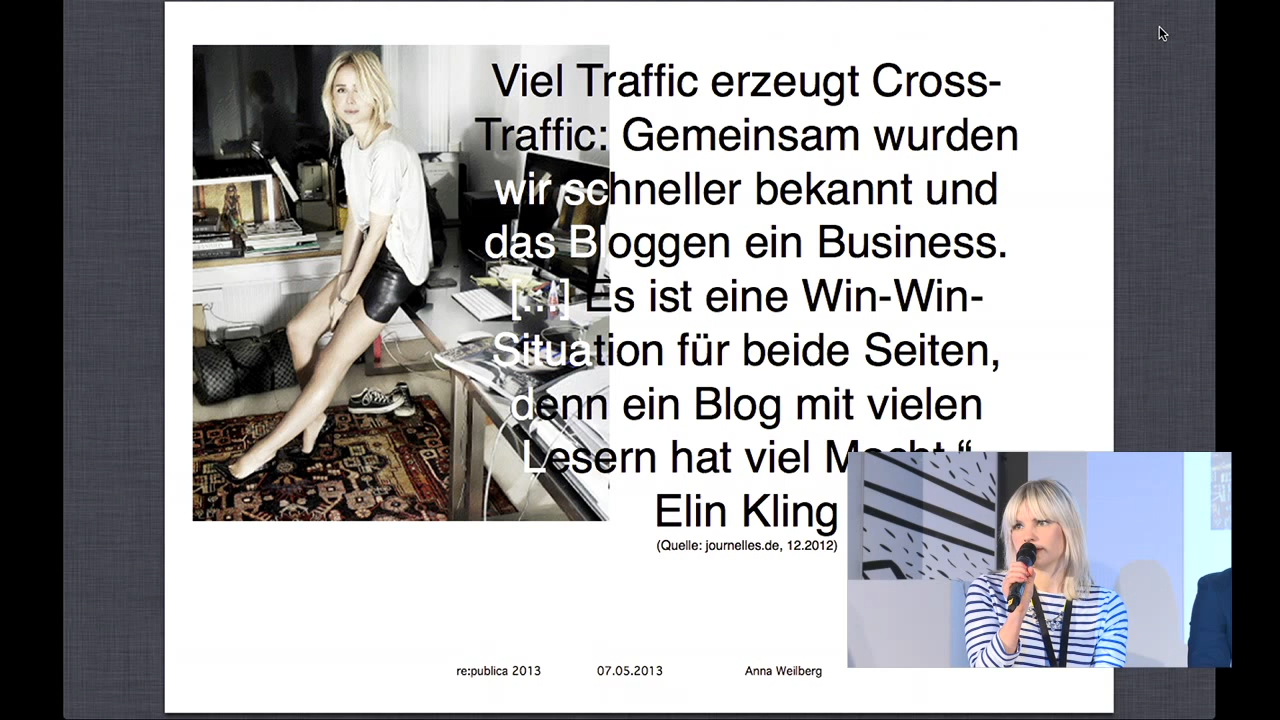 Viel Traffic erzeugt Cross-
Traffic: Gemeinsam wurden
wir schneller bekannt und
das Bloggen ein Business.
[...] Es ist eine Win-Win-
Situation für beide Seiten,
denn ein Blog mit vielen
Lesern hat viel Macht.“
Elin Kling
(Quelle: journelles.de, 12.2012)
re:publica 2013 07.05.2013 Anna Weilberg